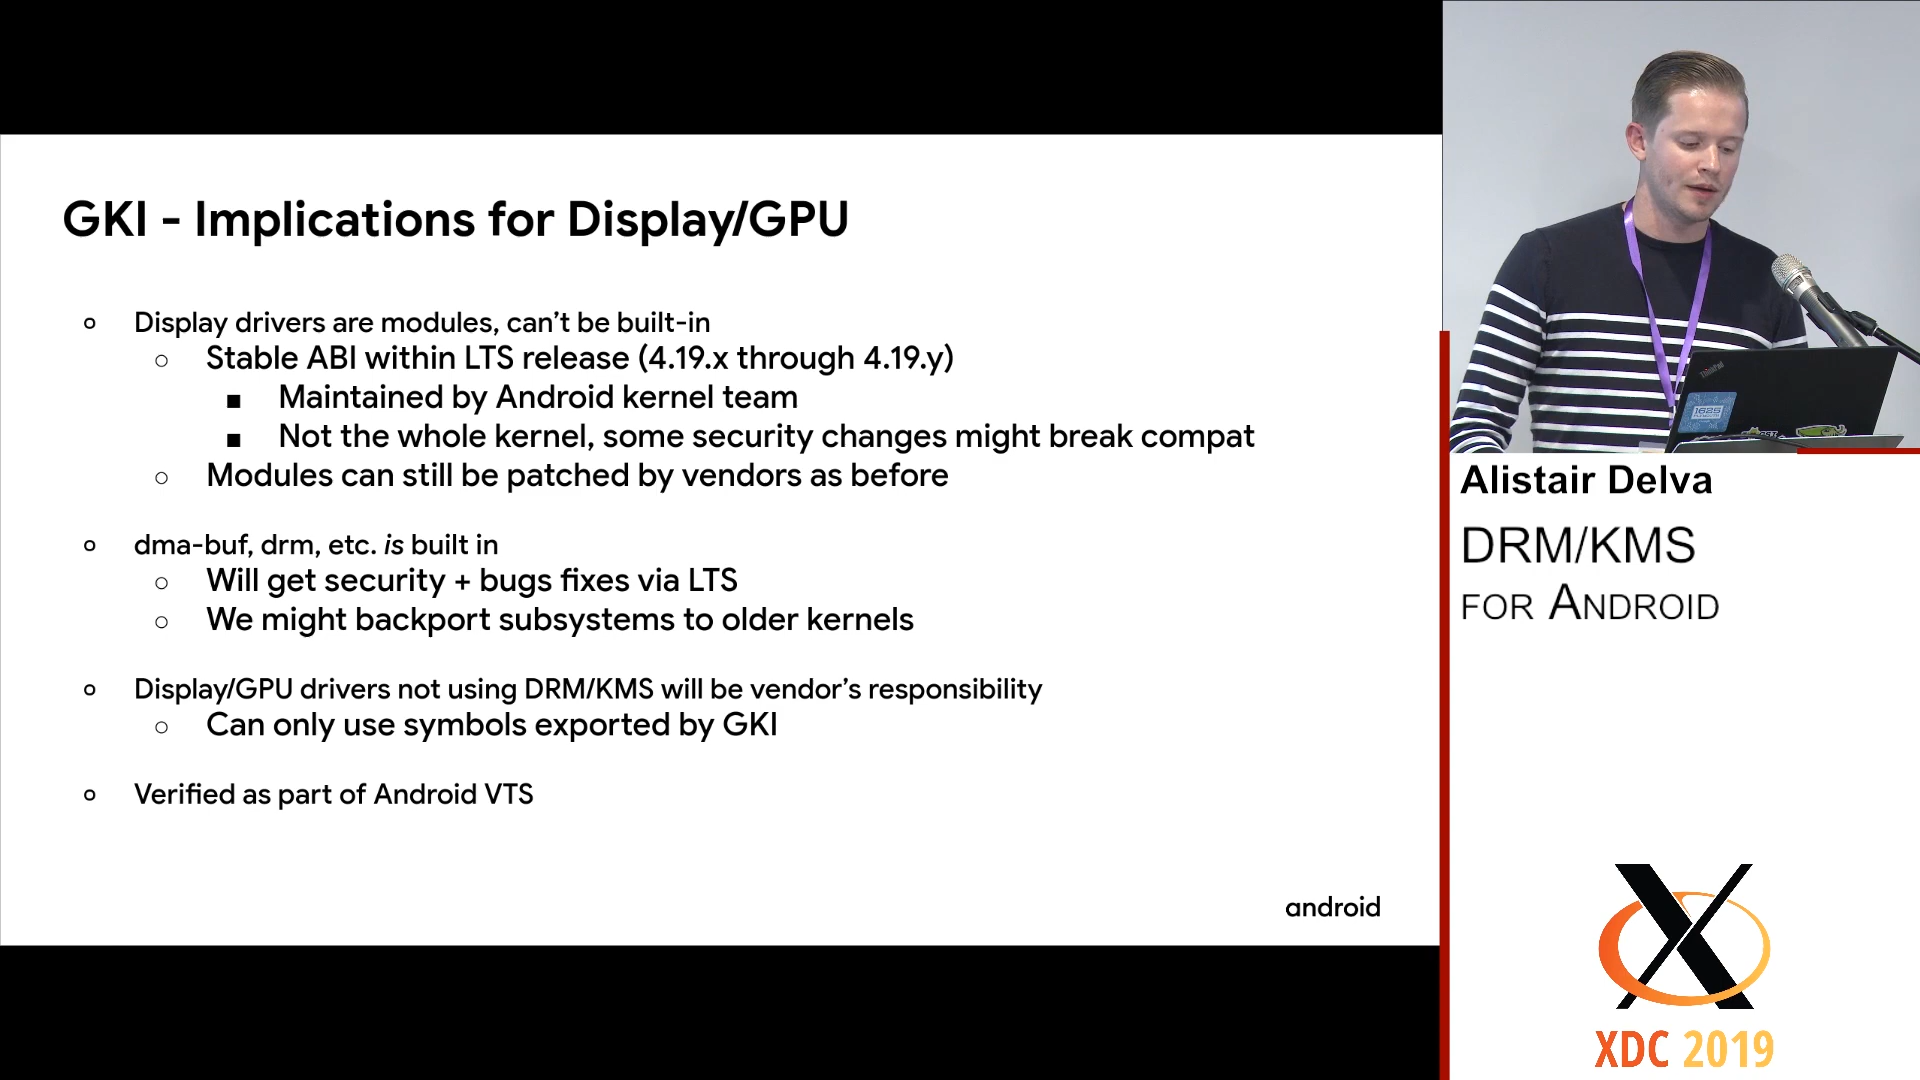 GKI - Implications for Display/GPU
Display drivers are modules, can't be built-in
Stable ABI within LTS release (4.19.x through 4.19.y)
Maintained by Android kernel team
Not the whole kernel, some security changes might break compat
Modules can still be patched by vendors as before
dma-buf, drm, etc. is built in
Will get security + bugs fixes via LTS
We might backport subsystems to older kernels
Display/GPU drivers not using DRM/KMS will be vendor's responsibility
Can only use symbols exported by GKI
Verified as part of Android VTS
android
ThinkPad
1625
Alistair Delva
DRM/KMS
FOR ANDROID
XDC 2019